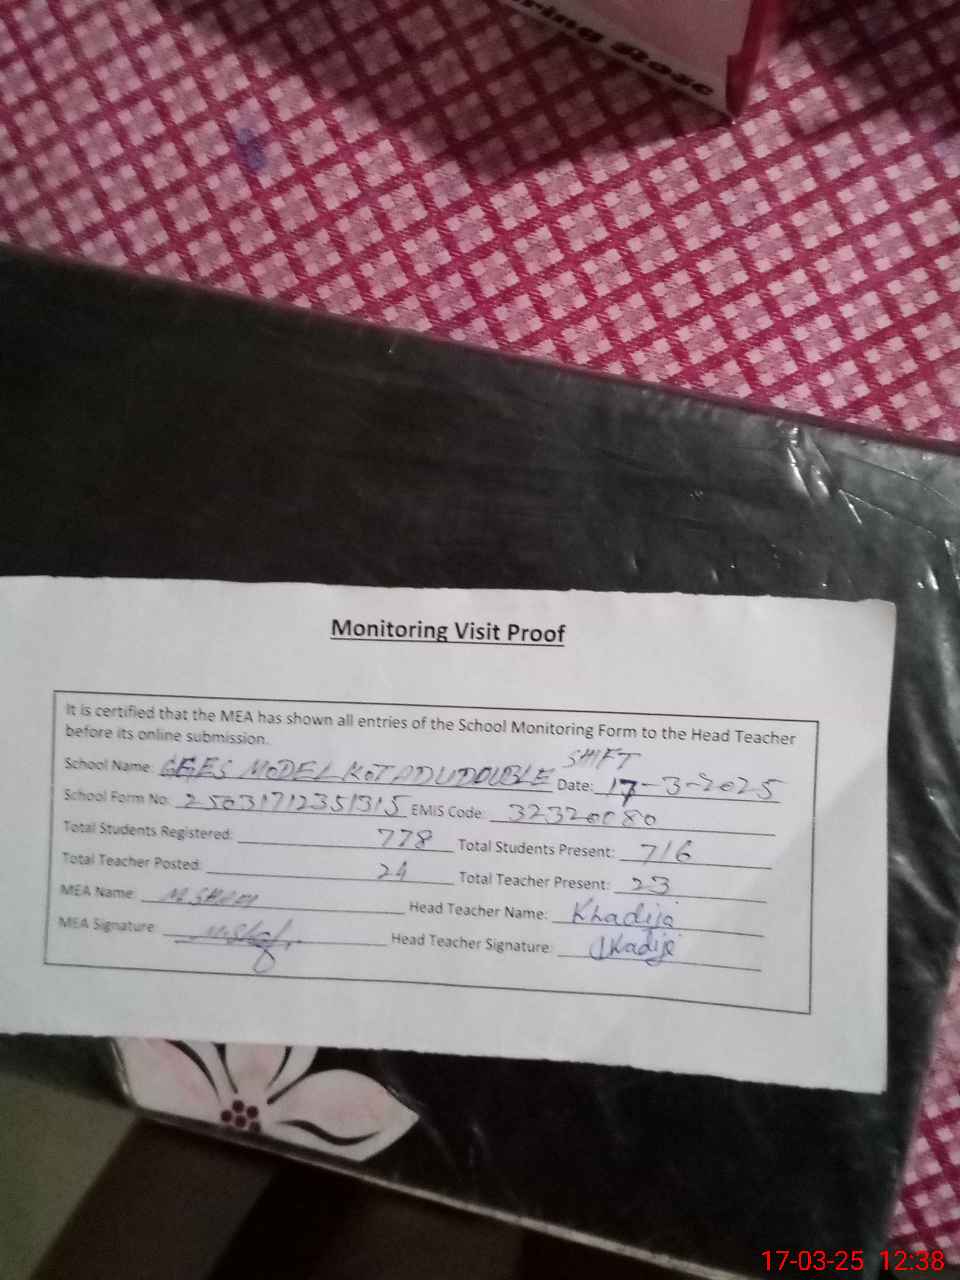 ring Rose
Monitoring Visit Proof
It is certified that the MEA has shown all entries of the School Monitoring Form to the Head Teacher
before its online submission.
SHIFT
School Name: GGES MODEL KOT ADDU DOUBLE Date: 17-3-2025
School Form No: 25031712351315 EMIS Code: 32320080
Total Students Registered: 778 Total Students Present: 716
Total Teacher Posted: 24 Total Teacher Present: 23
MEA Name: Head Teacher Name: Khadija
MEA Signature: Head Teacher Signature: Khadija
17-03-25 12:38